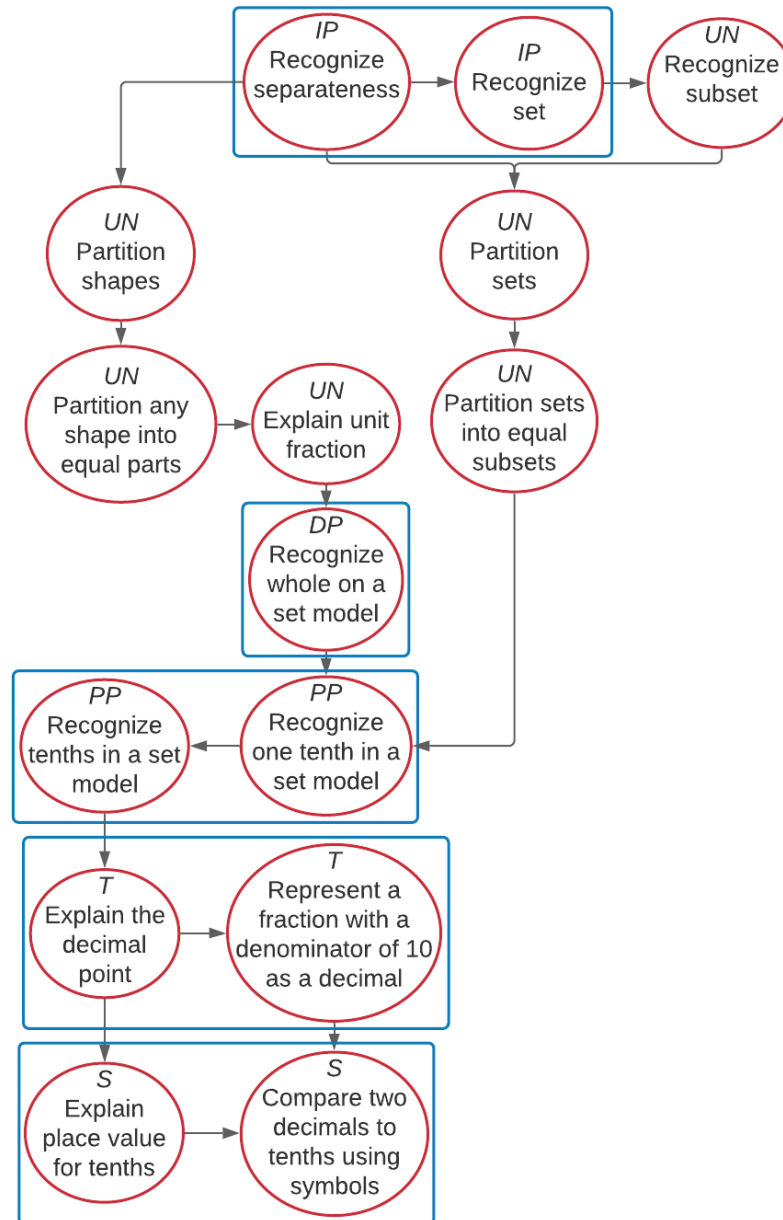 IP
Recognize
separateness
IP
Recognize
set
UN
Recognize
subset
UN
Partition
shapes
UN
Partition
sets
UN
Partition any
shape into
equal parts
UN
Explain unit
fraction
UN
Partition sets
into equal
subsets
DP
Recognize
whole on a
set model
PP
Recognize
tenths in a set
model
PP
Recognize
one tenth in a
set model
T
Explain the
decimal
point
T
Represent a
fraction with a
denominator of 10
as a decimal
S
Explain
place value
for tenths
S
Compare two
decimals to
tenths using
symbols